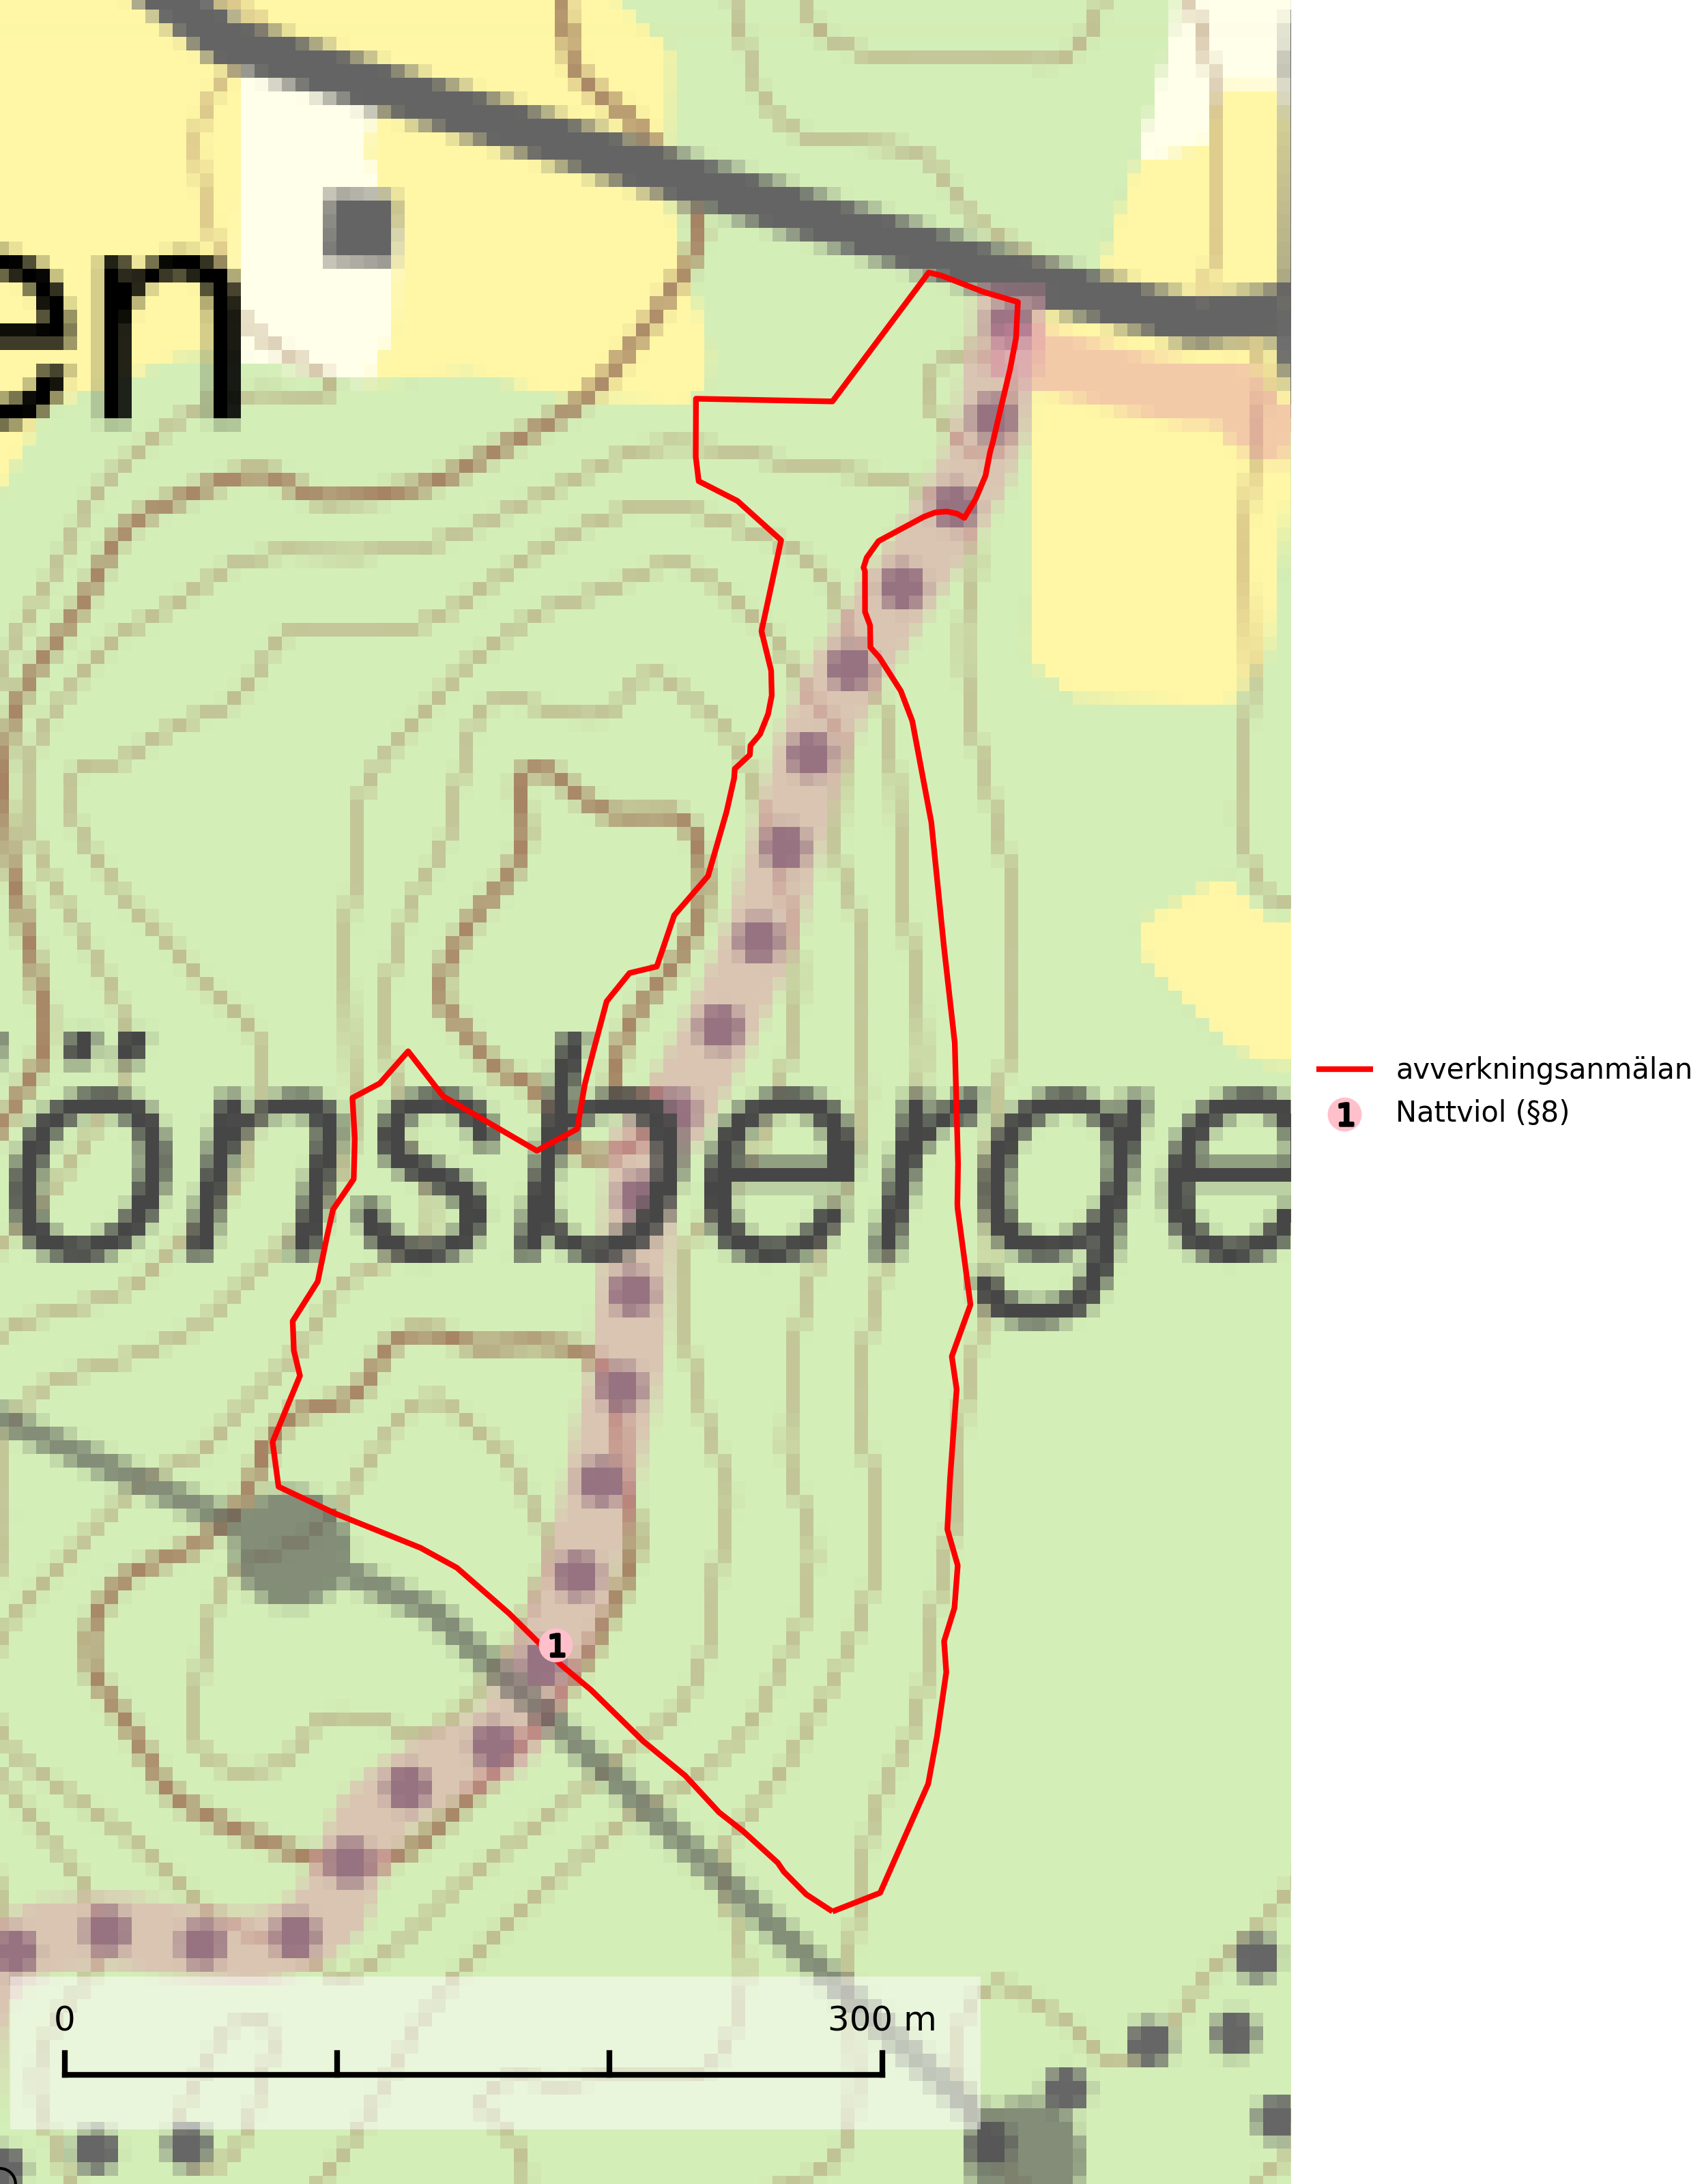 en
önsberge
avverkningsanmälan
1 Nattviol (§8)
1
0 300 m